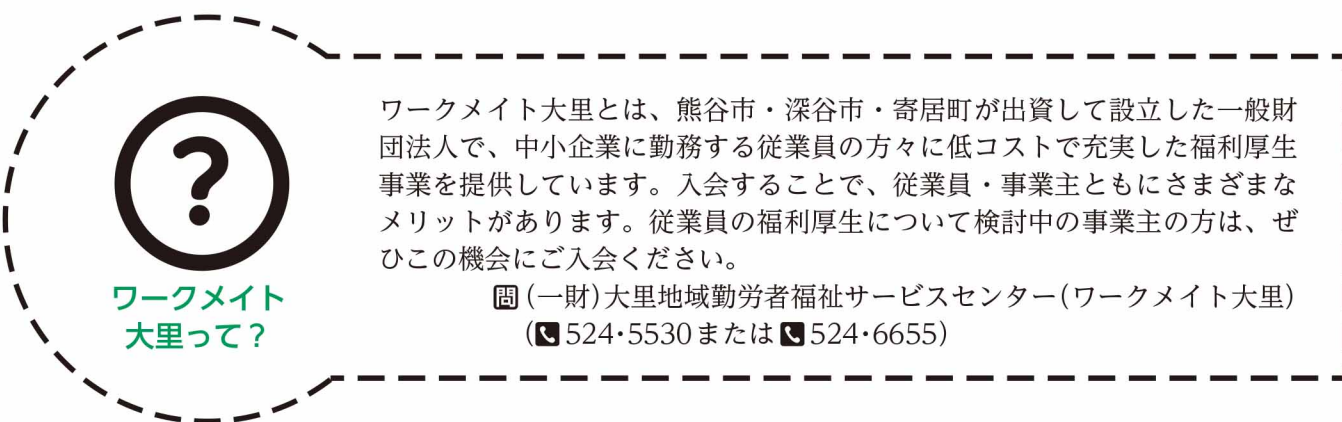 ?
ワークメイト
大里って？
ワークメイト大里とは、熊谷市・深谷市・寄居町が出資して設立した一般財
団法人で、中小企業に勤務する従業員の方々に低コストで充実した福利厚生
事業を提供しています。入会することで、従業員・事業主ともにさまざまな
メリットがあります。従業員の福利厚生について検討中の事業主の方は、ぜ
ひこの機会にご入会ください。
問(一財)大里地域勤労者福祉サービスセンター(ワークメイト大里)
(524・5530または524・6655)